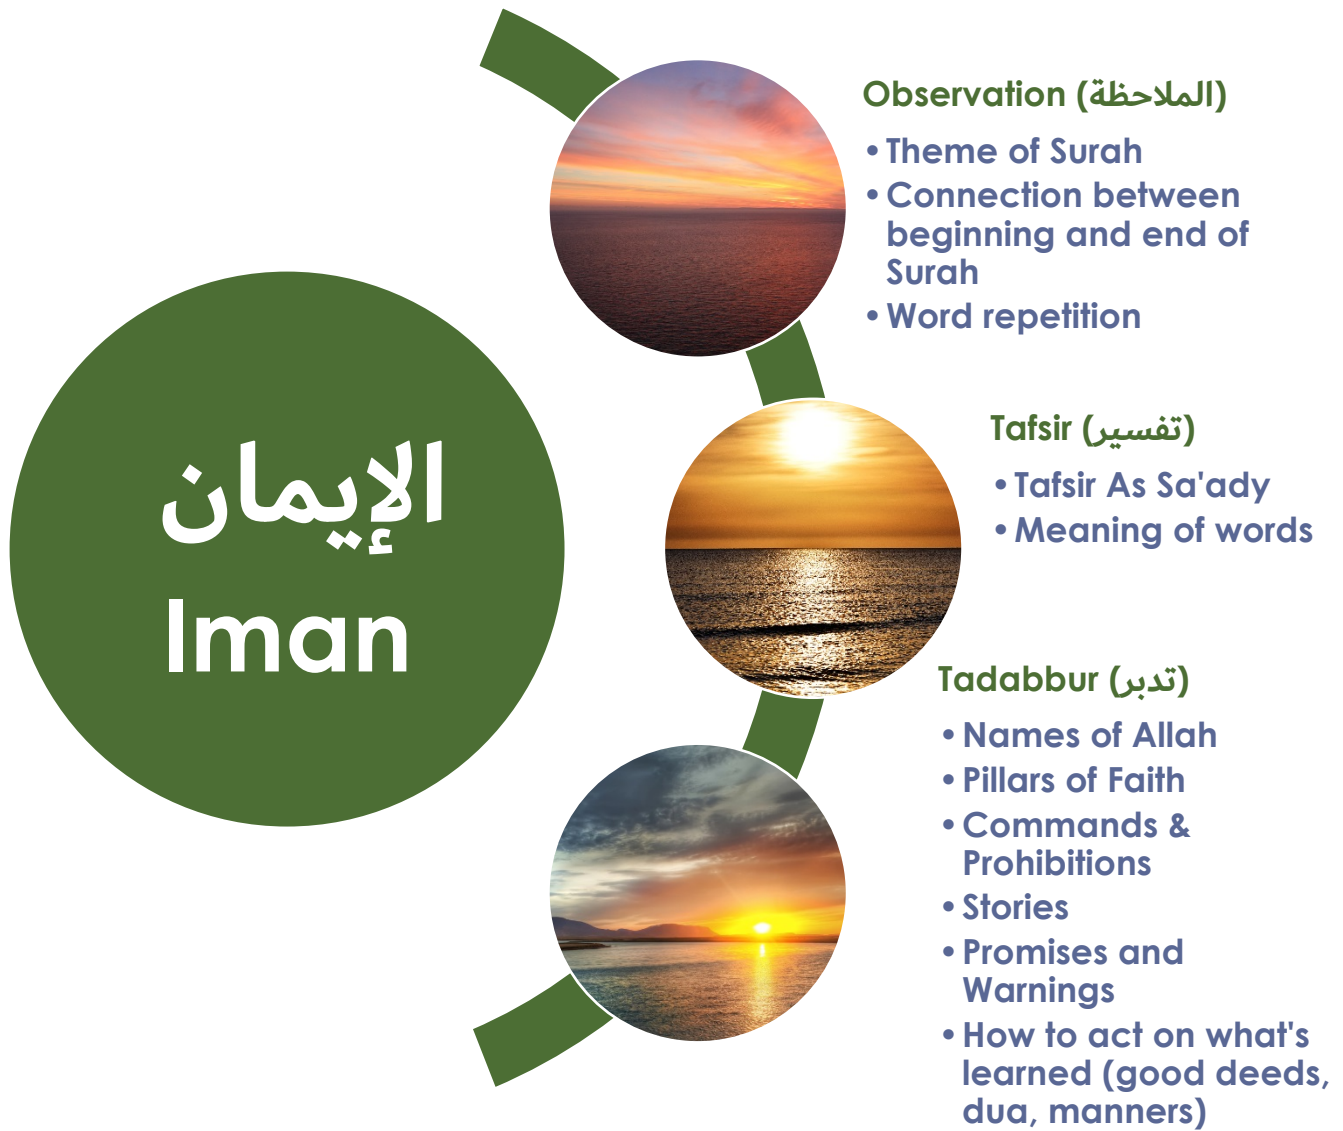 الإيمان
Iman
Observation (الملاحظة)
• Theme of Surah
• Connection between
beginning and end of
Surah
• Word repetition
Tafsir (تفسير)
• Tafsir As Sa'ady
• Meaning of words
Tadabbur (تدبر)
• Names of Allah
• Pillars of Faith
• Commands &
Prohibitions
• Stories
• Promises and
Warnings
• How to act on what's
learned (good deeds,
dua, manners)